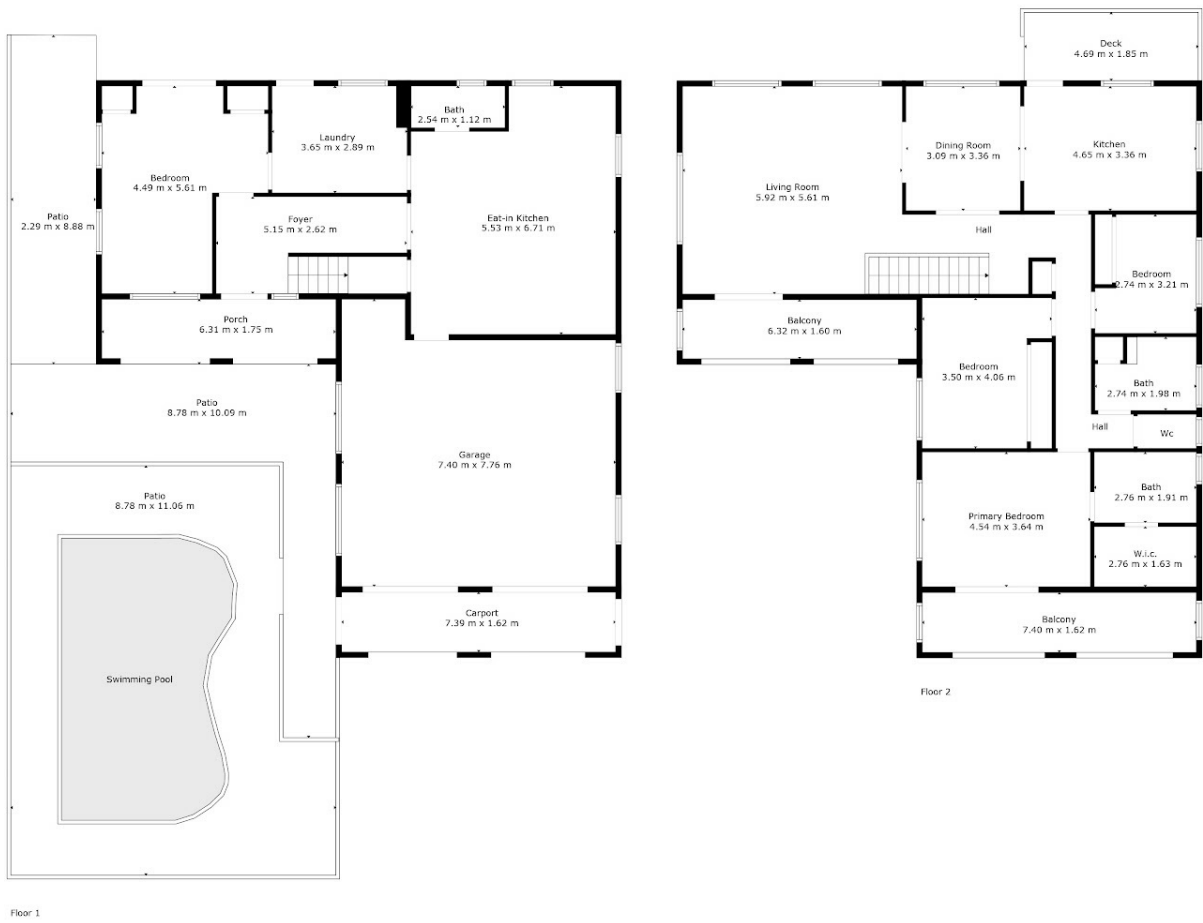 Bath
2.54 m x 1.12 m
Laundry
3.65 m x 2.89 m
Bedroom
4.49 m x 5.61 m
Patio
2.29 m x 8.88 m
Foyer
5.15 m x 2.62 m
Eat-in Kitchen
5.53 m x 6.71 m
Porch
6.31 m x 1.75 m
Patio
8.78 m x 10.09 m
Garage
7.40 m x 7.76 m
Patio
8.78 m x 11.06 m
Carport
7.39 m x 1.62 m
Swimming Pool
Floor 1
Deck
4.69 m x 1.85 m
Dining Room
3.09 m x 3.36 m
Kitchen
4.65 m x 3.36 m
Living Room
5.92 m x 5.61 m
Hall
Bedroom
2.74 m x 3.21 m
Balcony
6.32 m x 1.60 m
Bedroom
3.50 m x 4.06 m
Bath
2.74 m x 1.98 m
Hall
Wc
Bath
2.76 m x 1.91 m
Primary Bedroom
4.54 m x 3.64 m
W.i.c.
2.76 m x 1.63 m
Balcony
7.40 m x 1.62 m
Floor 2